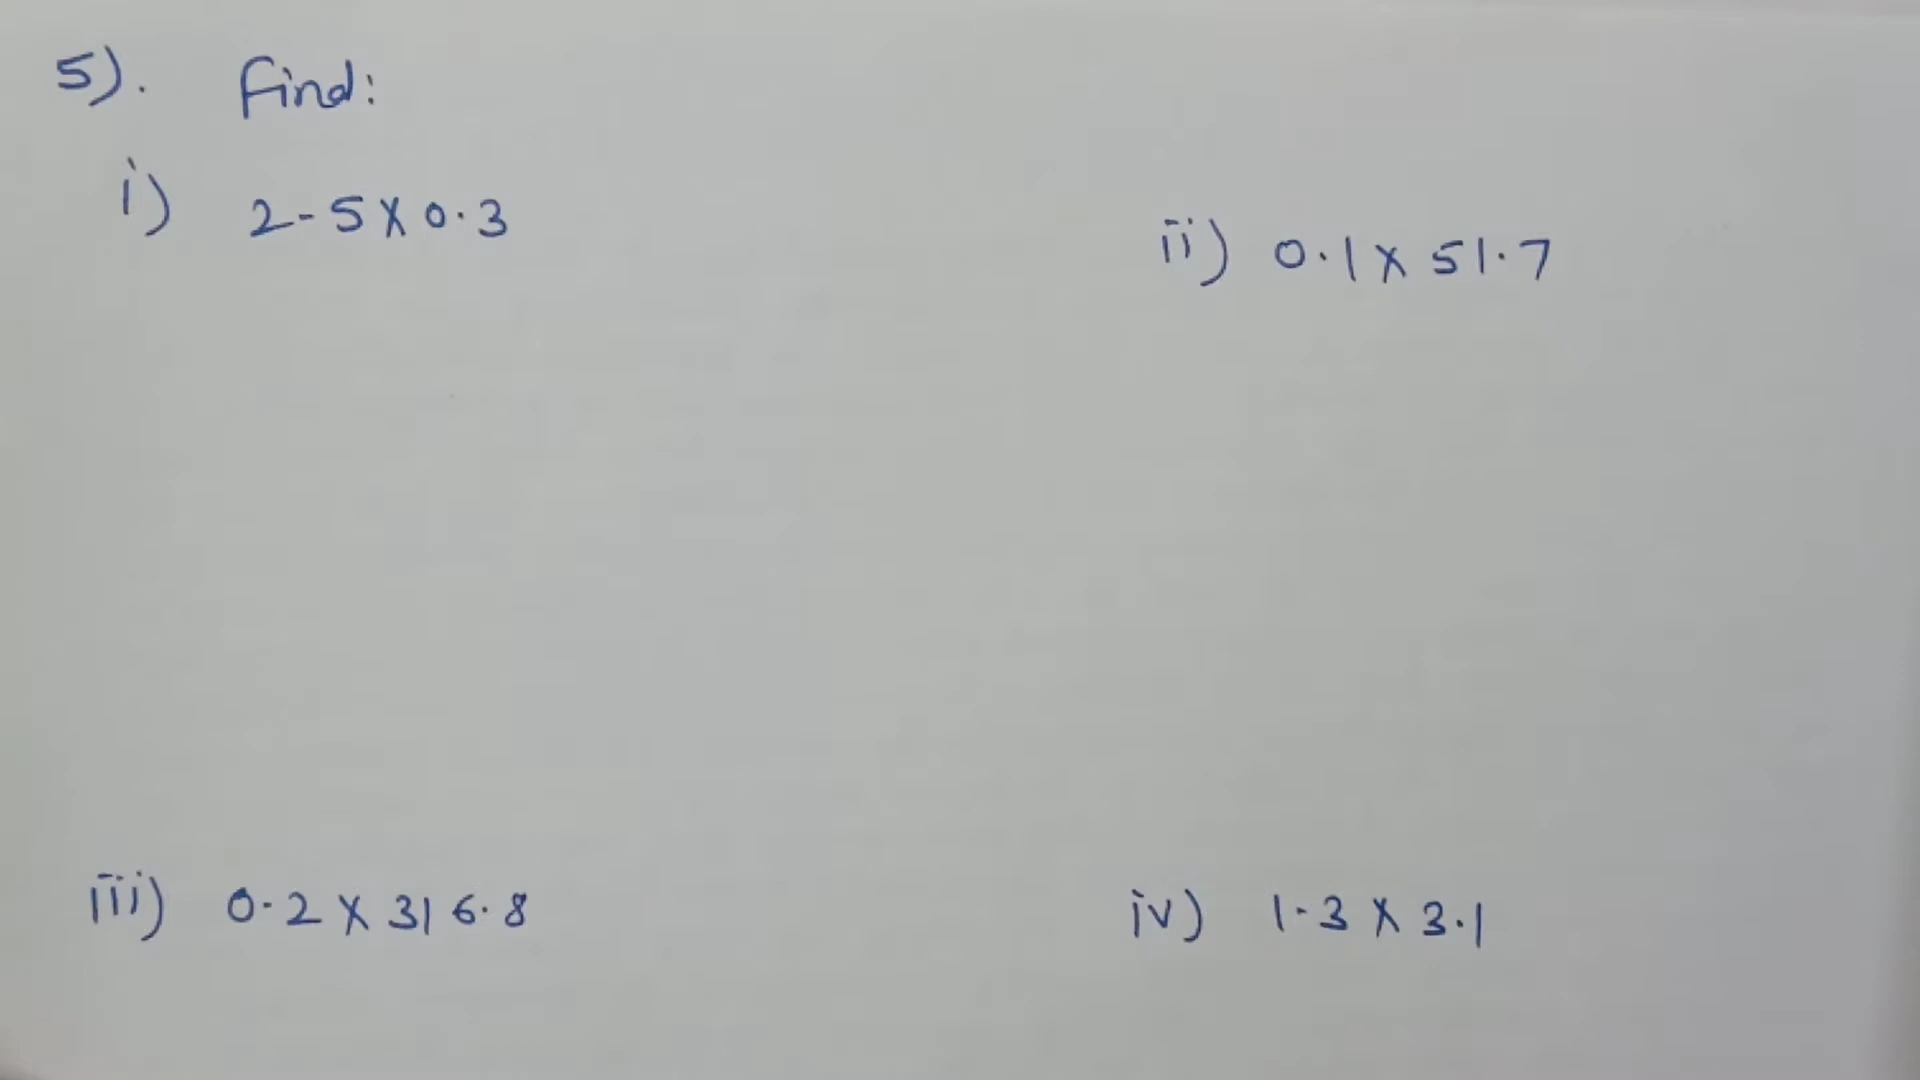 5). Find:
i) 2.5 X 0.3
ii) 0.1 X 51.7
iii) 0.2 X 316.8
iv) 1.3 X 3.1